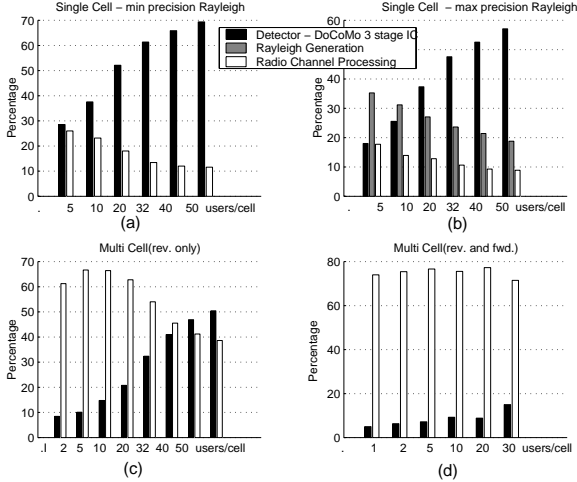 Single Cell – min precision Rayleigh
Single Cell – max precision Rayleigh
Detector – DoCoMo 3 stage IC
Rayleigh Generation
Radio Channel Processing
Percentage
70
60
50
40
30
20
10
0
. 5 10 20 32 40 50 users/cell
(a)
Percentage
60
50
40
30
20
10
0
. 5 10 20 32 40 50 users/cell
(b)
Multi Cell(rev. only)
Percentage
70
60
50
40
30
20
10
0
.l 2 5 10 20 32 40 50 users/cell
(c)
Multi Cell(rev. and fwd.)
Percentage
80
60
40
20
0
. 1 2 5 10 20 30 users/cell
(d)